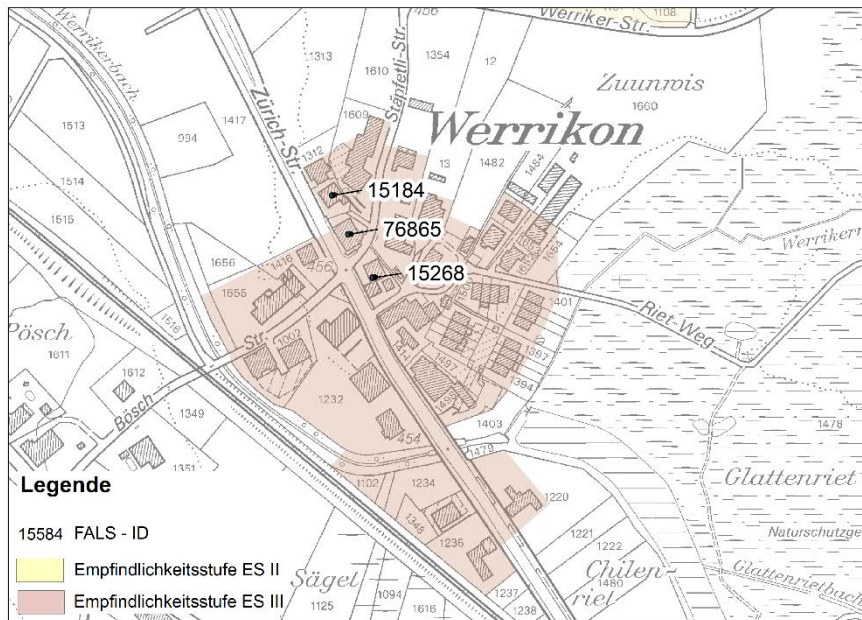 1108
Werriker-Str.
456
1313
1354
12
Zuunwis
1660
Werrikerbach
1610
Stäpfetli-Str.
Zürich-Str.
1513
994
1417
1609
Werrikon
13
1482
1484
1312
1514
15184
1515
76865
1656
1416
456
15268
1655
1401
Riet-Weg
Pösch
1611
1516
Str.
1002
1397
1497
1394
1612
Bösch
1232
1498
1349
454
1403
1478
1351
1479
Glattenriet
Legende
1102
1234
1220
15584 FALS - ID
1348
1221
Naturschutzge
1236
1222
Empfindlichkeitsstufe ES II
Chilen-
riet
1480
Glattenrietbach
Sägel
1125
1094
1237
Empfindlichkeitsstufe ES III
1616
1238